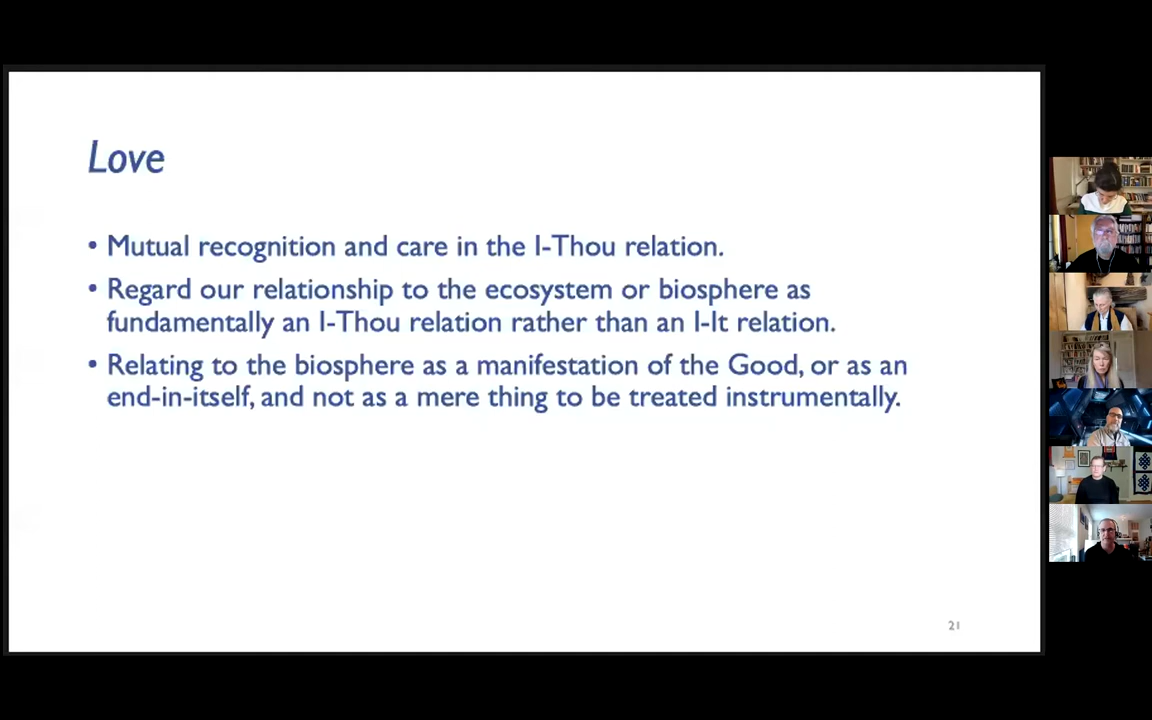 Love
• Mutual recognition and care in the I-Thou relation.
• Regard our relationship to the ecosystem or biosphere as
fundamentally an I-Thou relation rather than an I-It relation.
• Relating to the biosphere as a manifestation of the Good, or as an
end-in-itself, and not as a mere thing to be treated instrumentally.
21